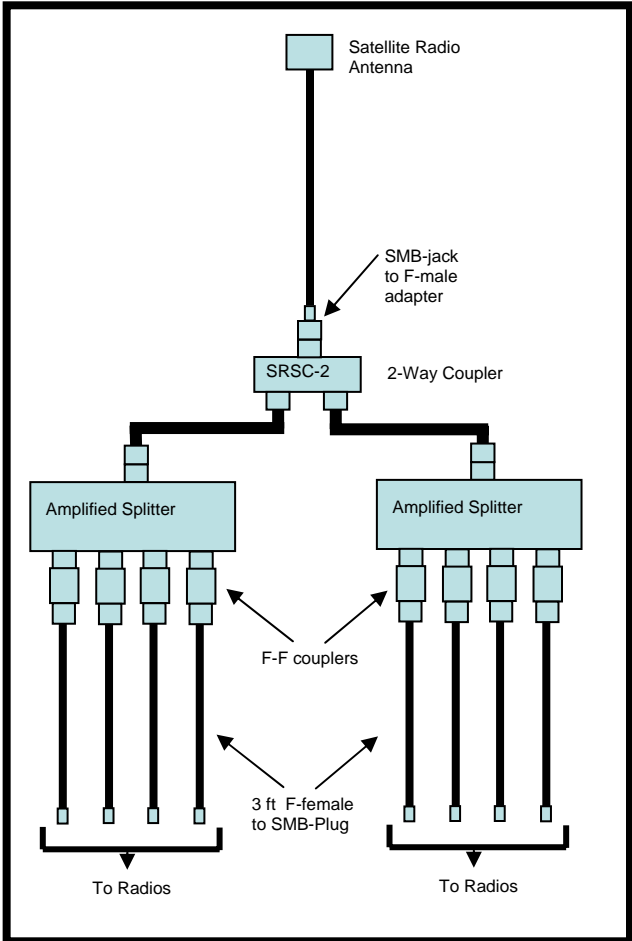 Satellite Radio
Antenna
SMB-jack
to F-male
adapter
SRSC-2
2-Way Coupler
Amplified Splitter
Amplified Splitter
F-F couplers
3 ft  F-female
to SMB-Plug
To Radios
To Radios